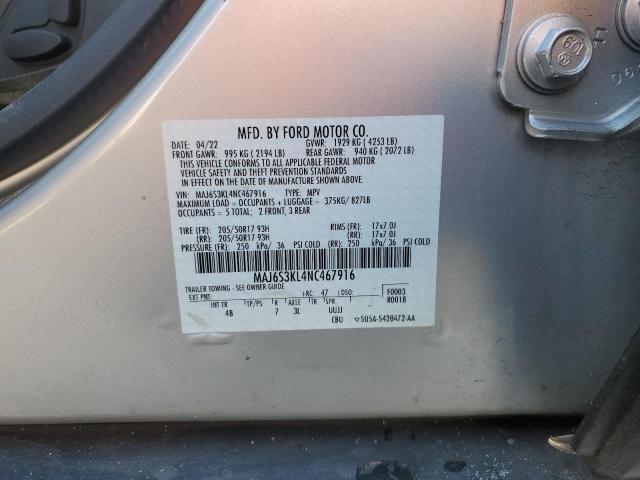 MFD. BY FORD MOTOR CO.
DATE: 04/22 GVWR: 1929 KG ( 4253 LB)
FRONT GAWR: 995 KG ( 2194 LB) REAR GAWR: 940 KG ( 2072 LB)
THIS VEHICLE CONFORMS TO ALL APPLICABLE FEDERAL MOTOR
VEHICLE SAFETY AND THEFT PREVENTION STANDARDS
IN EFFECT ON THE DATE OF MANUFACTURE SHOWN ABOVE.
VIN: MAJ6S3KL4NC467916 TYPE: MPV
MAXIMUM LOAD = OCCUPANTS + LUGGAGE = 375KG/ 827LB
OCCUPANTS = 5 TOTAL; 2 FRONT, 3 REAR
TIRE (FR): 205/50R17 93H RIMS (FR): 17x7.0J
(RR): 205/50R17 93H (RR): 17x7.0J
PRESSURE (FR): 250 kPa/ 36 PSI COLD (RR): 250 kPa/ 36 PSI COLD
MAJ6S3KL4NC467916
TRAILER TOWING - SEE OWNER GUIDE
EXT PNT: RC: 47 DSO: F0003
R0018
INT TR TP/PS R AXLE TR SPR
4B 7 3L UUJJ
CBU 5U5A-5420472-AA
109